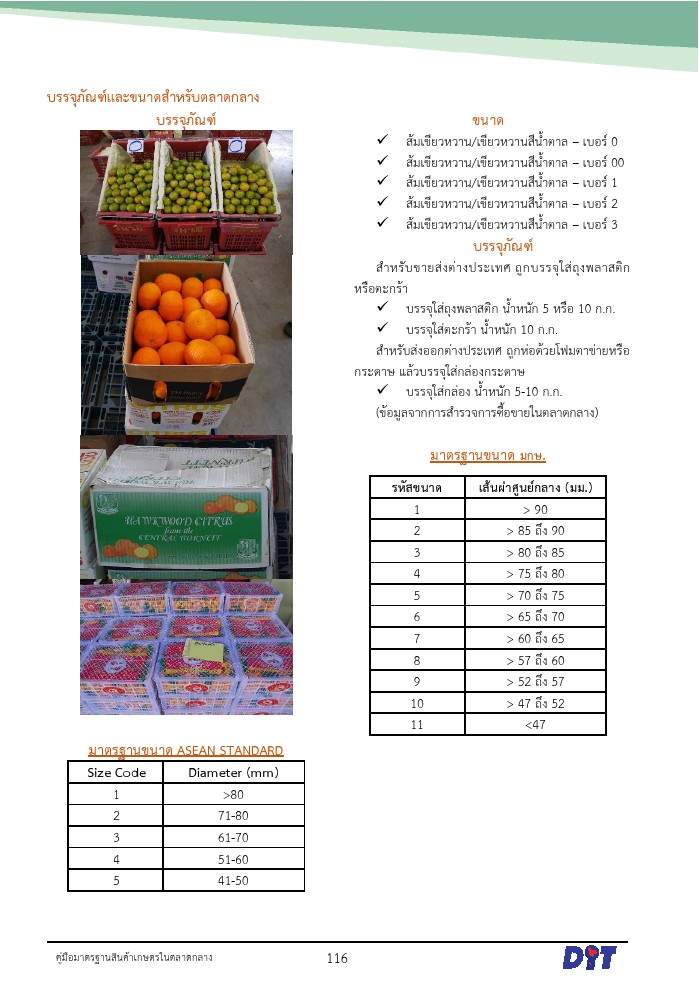 บรรจุภัณฑ์และขนาดสำหรับตลาดกลาง
บรรจุภัณฑ์
HAWKWOOD CITRUS
from the
CENTRAL BURNETT
มาตรฐานขนาด ASEAN STANDARD
Size Code Diameter (mm)
1 >80
2 71-80
3 61-70
4 51-60
5 41-50
ขนาด
✓ ส้มเขียวหวาน/เขียวหวานสีน้ำตาล – เบอร์ 0
✓ ส้มเขียวหวาน/เขียวหวานสีน้ำตาล – เบอร์ 00
✓ ส้มเขียวหวาน/เขียวหวานสีน้ำตาล – เบอร์ 1
✓ ส้มเขียวหวาน/เขียวหวานสีน้ำตาล – เบอร์ 2
✓ ส้มเขียวหวาน/เขียวหวานสีน้ำตาล – เบอร์ 3
บรรจุภัณฑ์
สำหรับขายส่งต่างประเทศ ถูกบรรจุใส่ถุงพลาสติก
หรือตะกร้า
✓ บรรจุใส่ถุงพลาสติก น้ำหนัก 5 หรือ 10 ก.ก.
✓ บรรจุใส่ตะกร้า น้ำหนัก 10 ก.ก.
สำหรับส่งออกต่างประเทศ ถูกห่อด้วยโฟมตาข่ายหรือ
กระดาษ แล้วบรรจุใส่กล่องกระดาษ
✓ บรรจุใส่กล่อง น้ำหนัก 5-10 ก.ก.
(ข้อมูลจากการสำรวจการซื้อขายในตลาดกลาง)
มาตรฐานขนาด มกษ.
รหัสขนาด เส้นผ่าศูนย์กลาง (มม.)
1 > 90
2 > 85 ถึง 90
3 > 80 ถึง 85
4 > 75 ถึง 80
5 > 70 ถึง 75
6 > 65 ถึง 70
7 > 60 ถึง 65
8 > 57 ถึง 60
9 > 52 ถึง 57
10 > 47 ถึง 52
11 <47
คู่มือมาตรฐานสินค้าเกษตรในตลาดกลาง
116
DIT